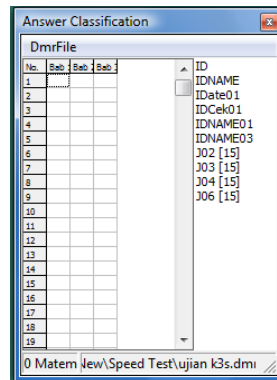 Answer Classification
DmrFile
No. Bab Bab Bab
1
2
3
4
5
6
7
8
9
10
11
12
13
14
15
16
17
18
19
ID
IDNAME
IDate01
IDCek01
IDNAME01
IDNAME03
J02 [15]
J03 [15]
J04 [15]
J06 [15]
0 Matem New\Speed Test\ujian k3s.dm